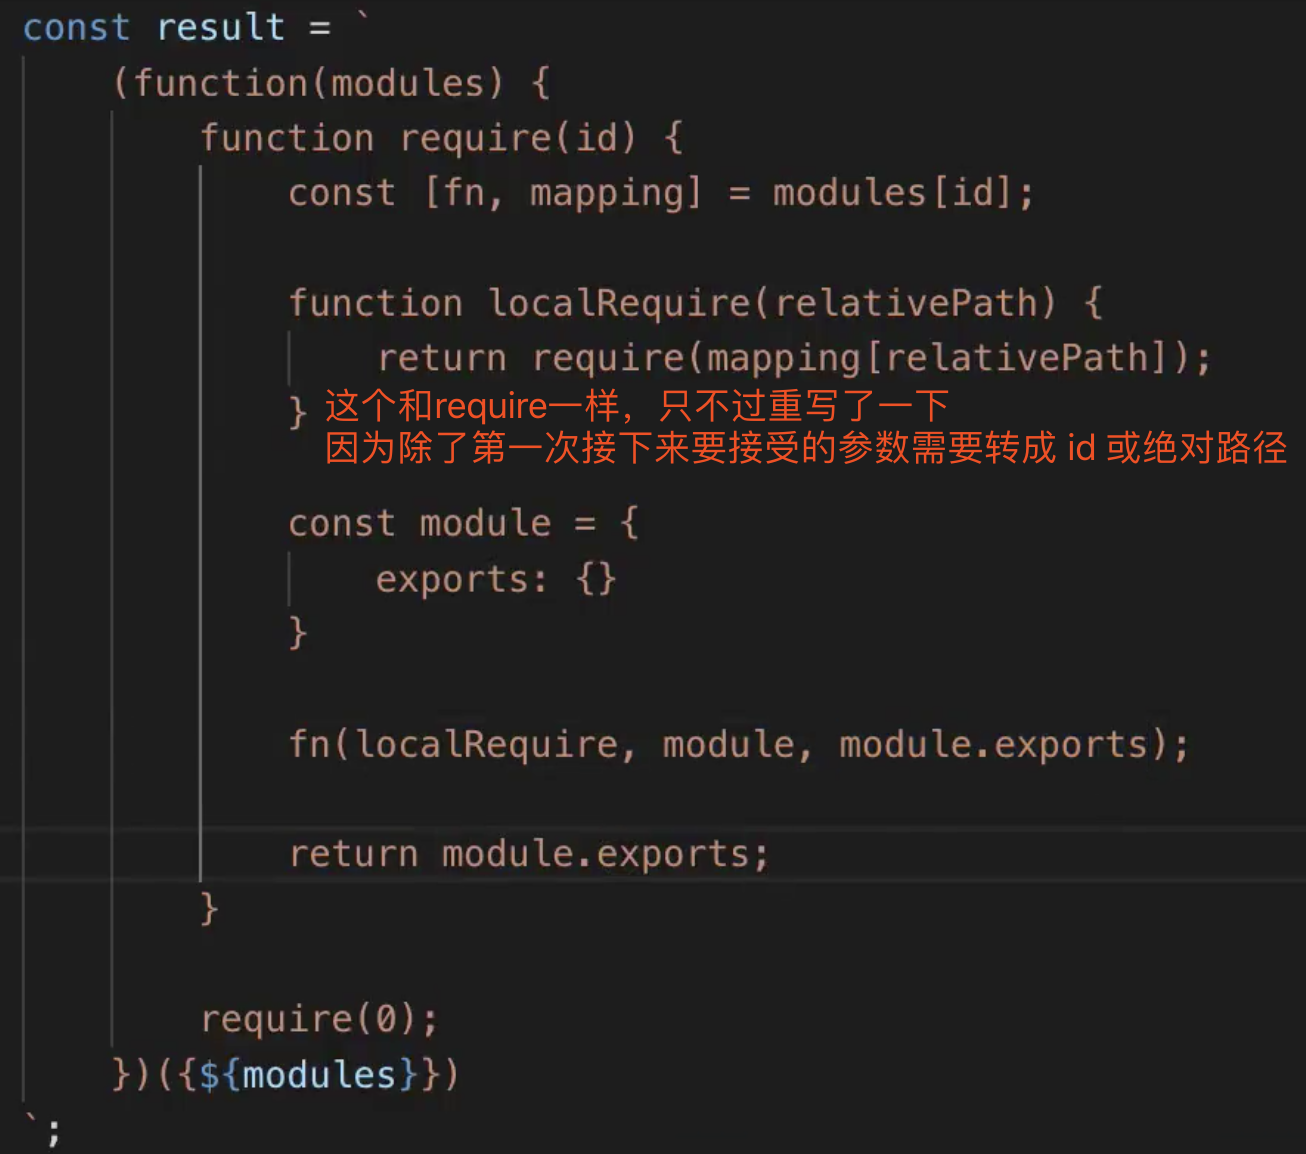 const result = `
(function(modules) {
function require(id) {
const [fn, mapping] = modules[id];
function localRequire(relativePath) {
return require(mapping[relativePath]);
} 这个和require一样，只不过重写了一下
因为除了第一次接下来要接受的参数需要转成 id 或绝对路径
const module = {
exports: {}
}
fn(localRequire, module, module.exports);
return module.exports;
}
require(0);
})({${modules}})
`;